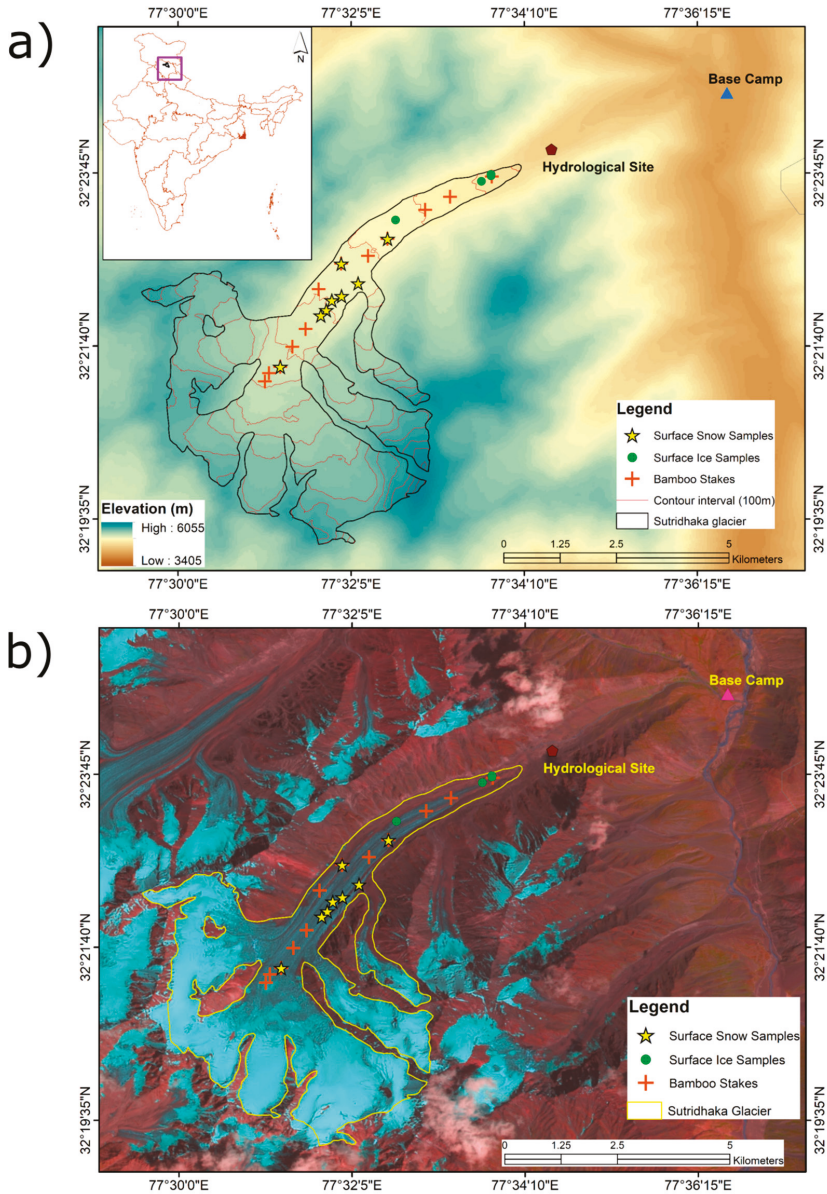 a)
77°30'0"E 77°32'5"E 77°34'10"E 77°36'15"E
N
Base Camp
Hydrological Site
32°23'45"N 32°23'45"N
32°21'40"N 32°21'40"N
32°19'35"N 32°19'35"N
Legend
Surface Snow Samples
Surface Ice Samples
Bamboo Stakes
Contour interval (100m)
Sutridhaka glacier
Elevation (m)
High : 6055
Low : 3405
0 1.25 2.5 5
Kilometers
77°30'0"E 77°32'5"E 77°34'10"E 77°36'15"E
b)
77°30'0"E 77°32'5"E 77°34'10"E 77°36'15"E
Base Camp
Hydrological Site
32°23'45"N 32°23'45"N
32°21'40"N 32°21'40"N
32°19'35"N 32°19'35"N
Legend
Surface Snow Samples
Surface Ice Samples
Bamboo Stakes
Sutridhaka Glacier
0 1.25 2.5 5
Kilometers
77°30'0"E 77°32'5"E 77°34'10"E 77°36'15"E